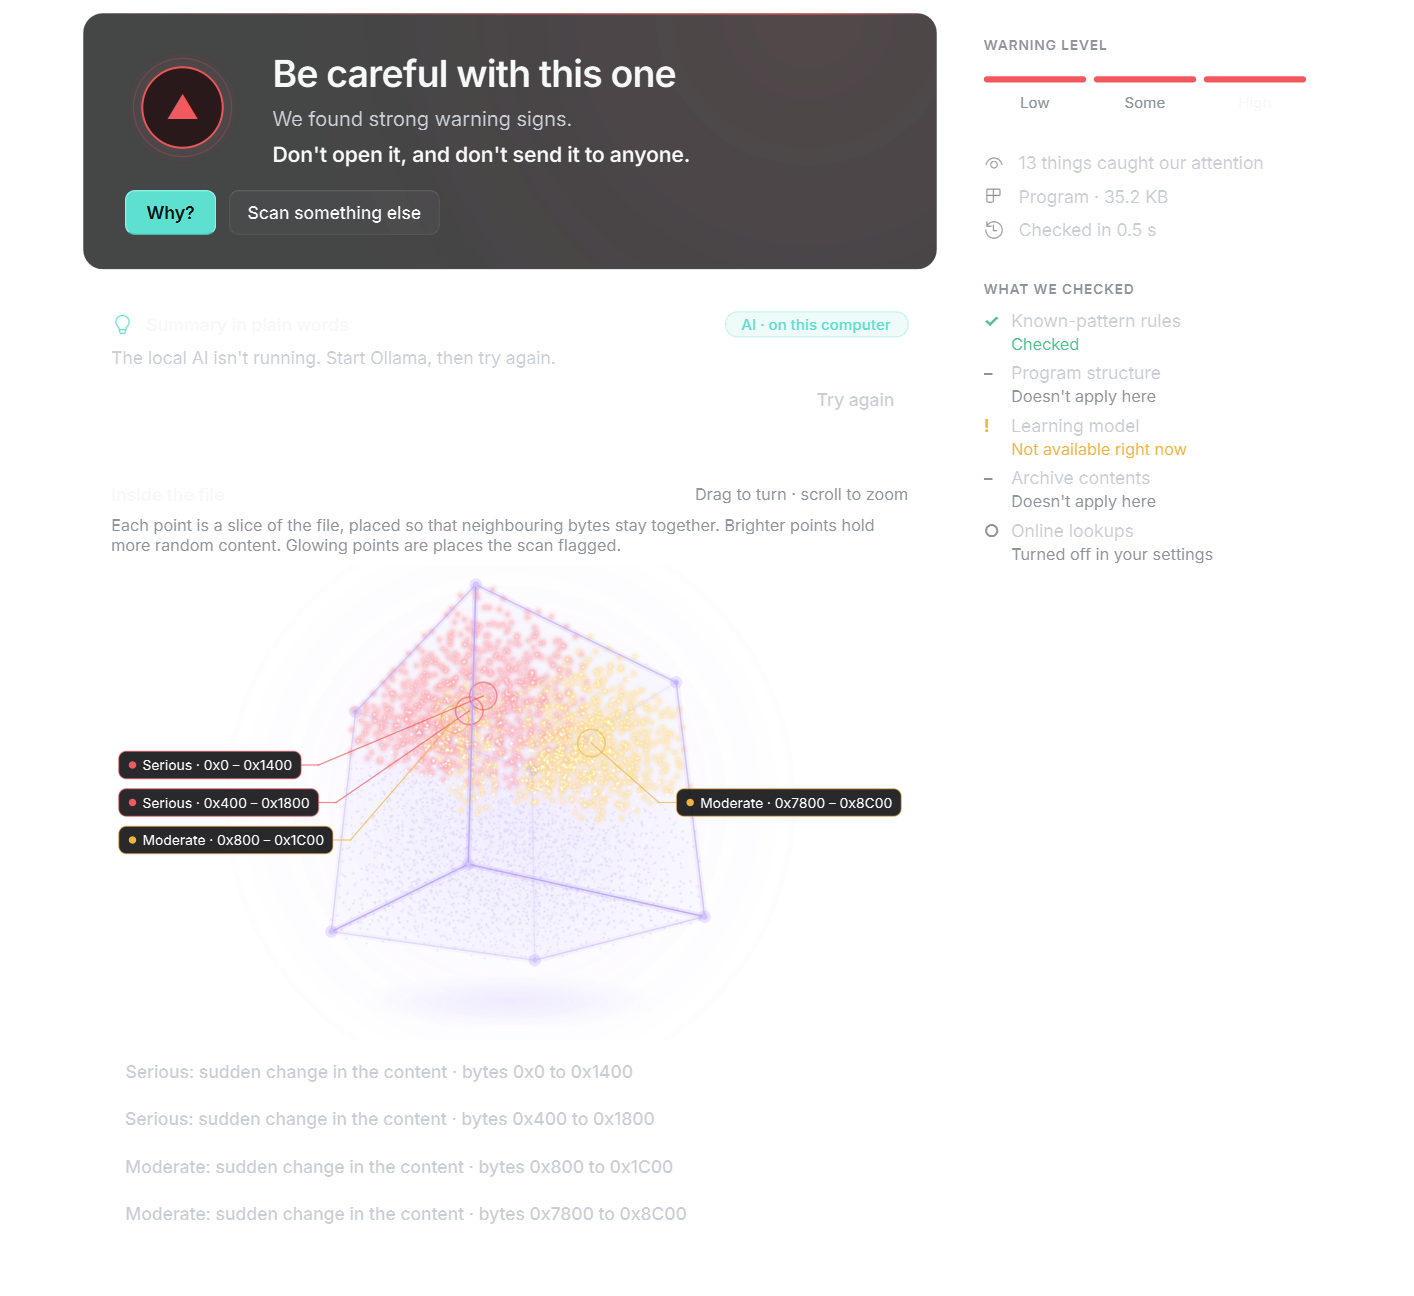 Be careful with this one
We found strong warning signs.
Don't open it, and don't send it to anyone.
Why?
Scan something else
WARNING LEVEL
Low
Some
High
13 things caught our attention
Program · 35.2 KB
Checked in 0.5 s
WHAT WE CHECKED
Known-pattern rules
Checked
Program structure
Doesn't apply here
Learning model
Not available right now
Archive contents
Doesn't apply here
Online lookups
Turned off in your settings
Summary in plain words
AI · on this computer
The local AI isn't running. Start Ollama, then try again.
Try again
Inside the file
Drag to turn · scroll to zoom
Each point is a slice of the file, placed so that neighbouring bytes stay together. Brighter points hold
more random content. Glowing points are places the scan flagged.
Serious · 0x0 – 0x1400
Serious · 0x400 – 0x1800
Moderate · 0x800 – 0x1C00
Moderate · 0x7800 – 0x8C00
Serious: sudden change in the content · bytes 0x0 to 0x1400
Serious: sudden change in the content · bytes 0x400 to 0x1800
Moderate: sudden change in the content · bytes 0x800 to 0x1C00
Moderate: sudden change in the content · bytes 0x7800 to 0x8C00